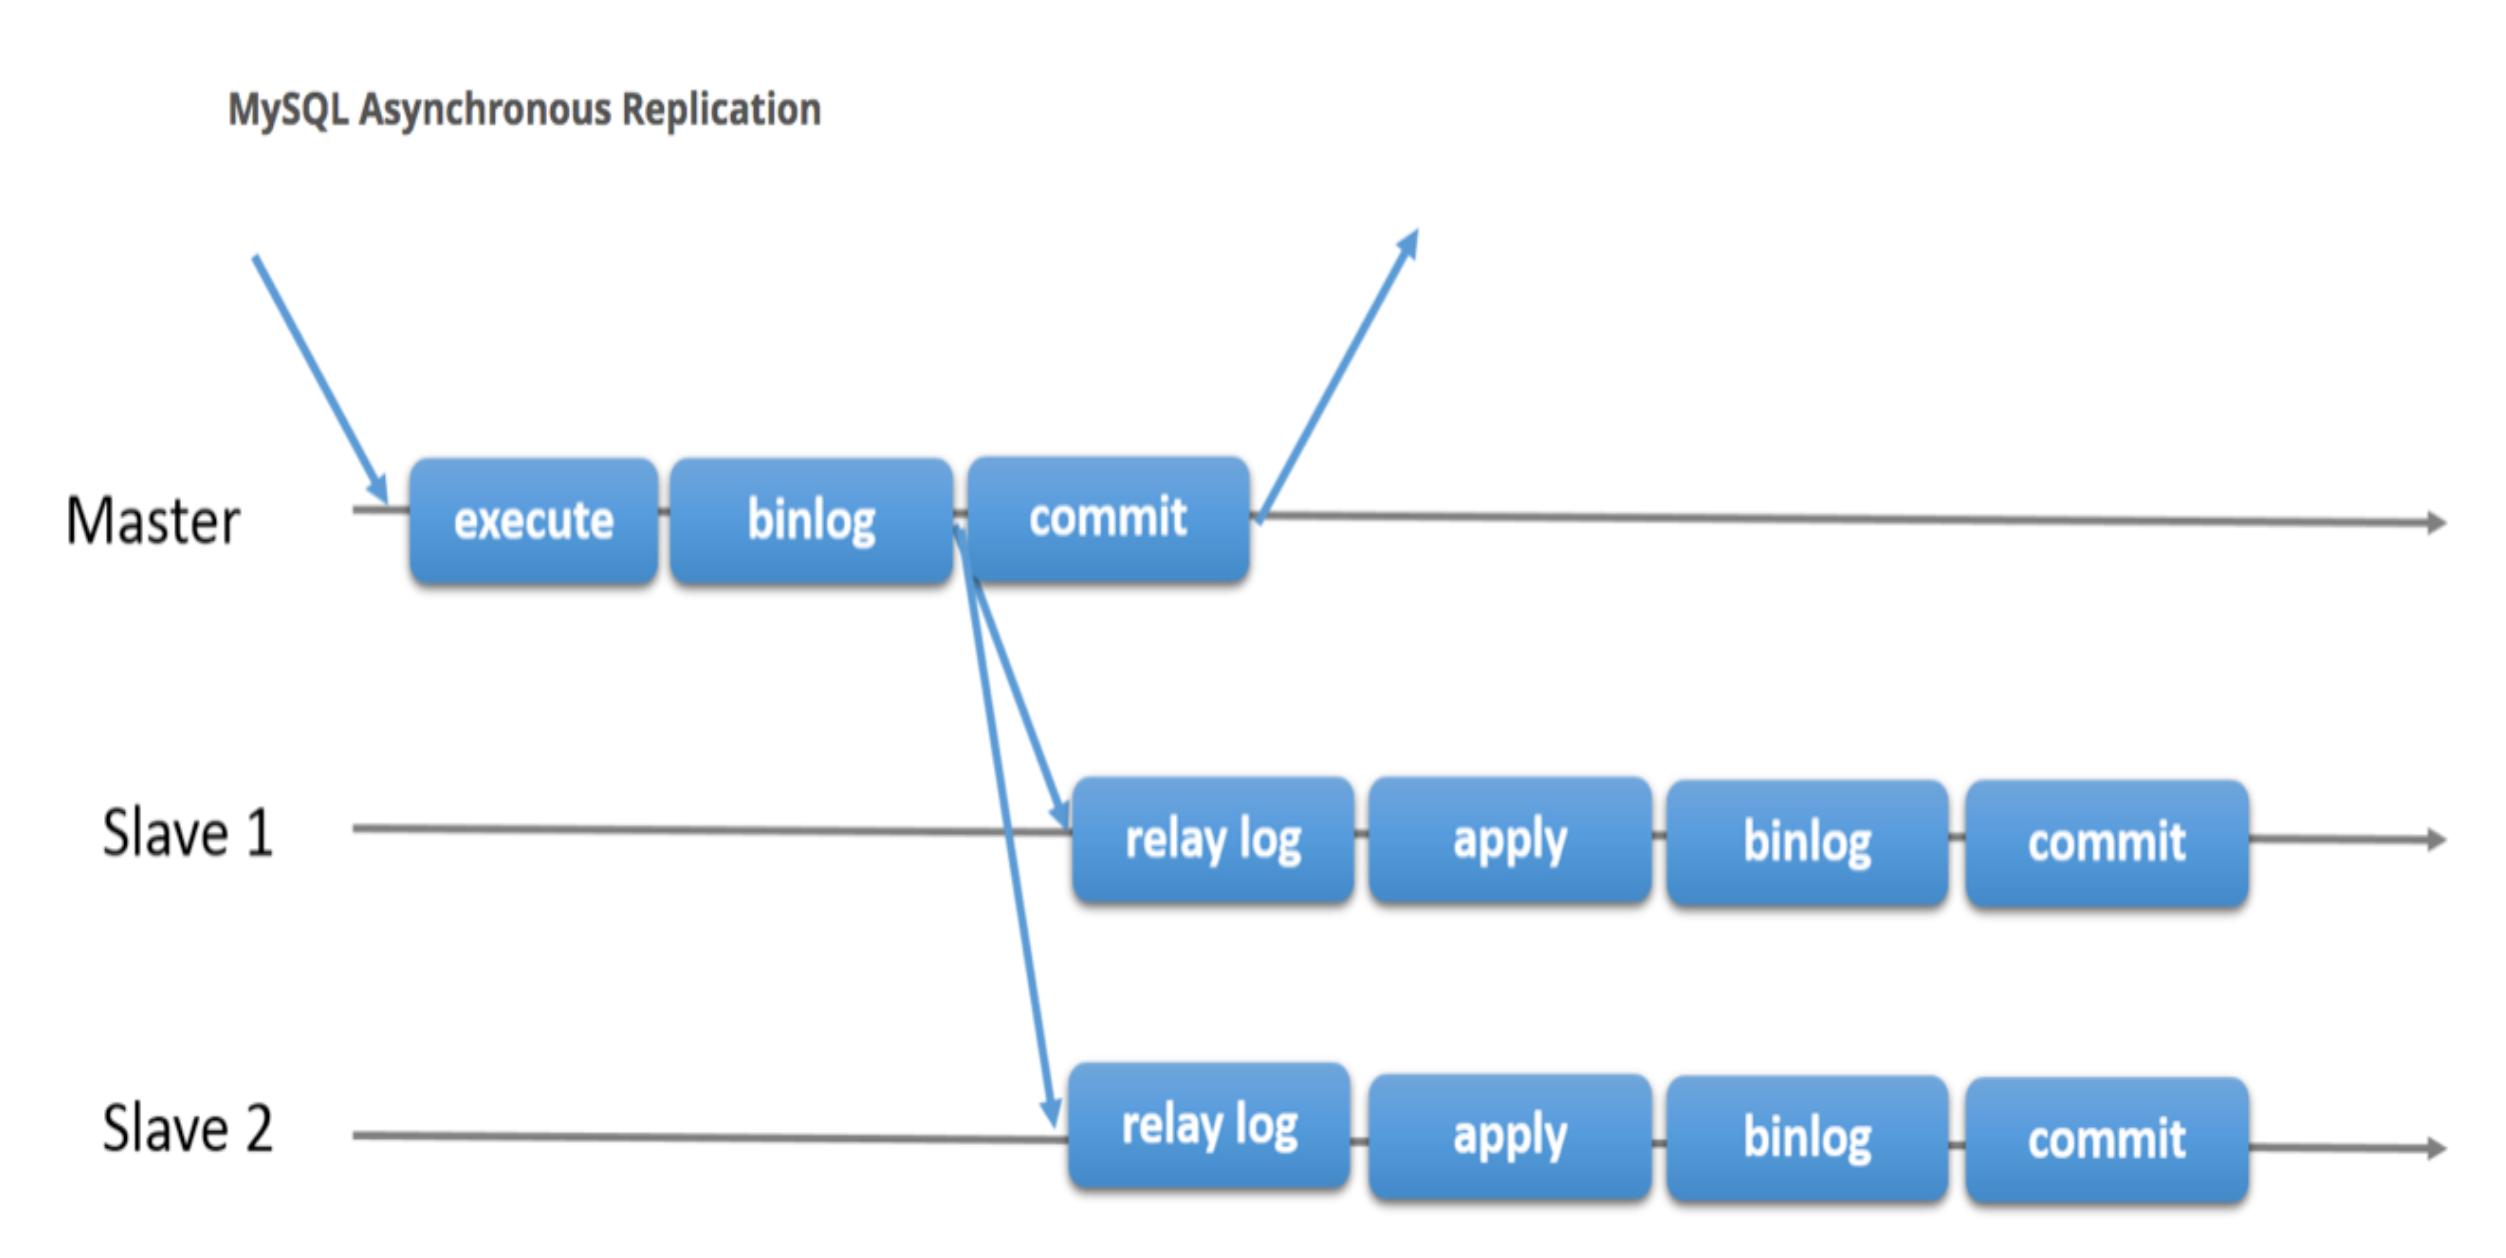 MySQL Asynchronous Replication
Master execute binlog commit
Slave 1 relay log apply binlog commit
Slave 2 relay log apply binlog commit